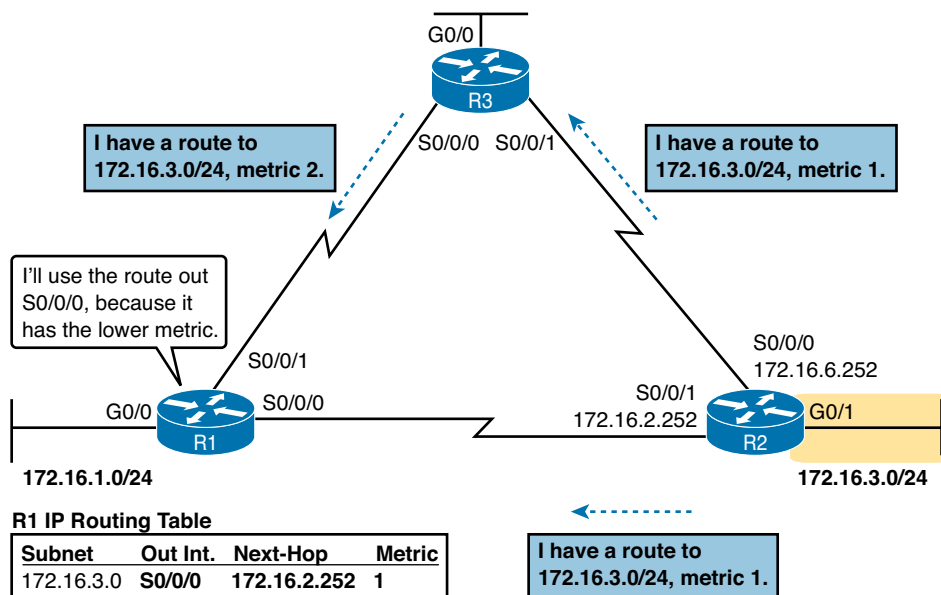 G0/0
R3
I have a route to
172.16.3.0/24, metric 2.
S0/0/0 S0/0/1
I have a route to
172.16.3.0/24, metric 1.
I'll use the route out
S0/0/0, because it
has the lower metric.
S0/0/1
S0/0/0
172.16.6.252
G0/0
S0/0/0
R1
S0/0/1
172.16.2.252
R2
G0/1
172.16.1.0/24
172.16.3.0/24
R1 IP Routing Table
Subnet Out Int. Next-Hop Metric
172.16.3.0 S0/0/0 172.16.2.252 1
I have a route to
172.16.3.0/24, metric 1.